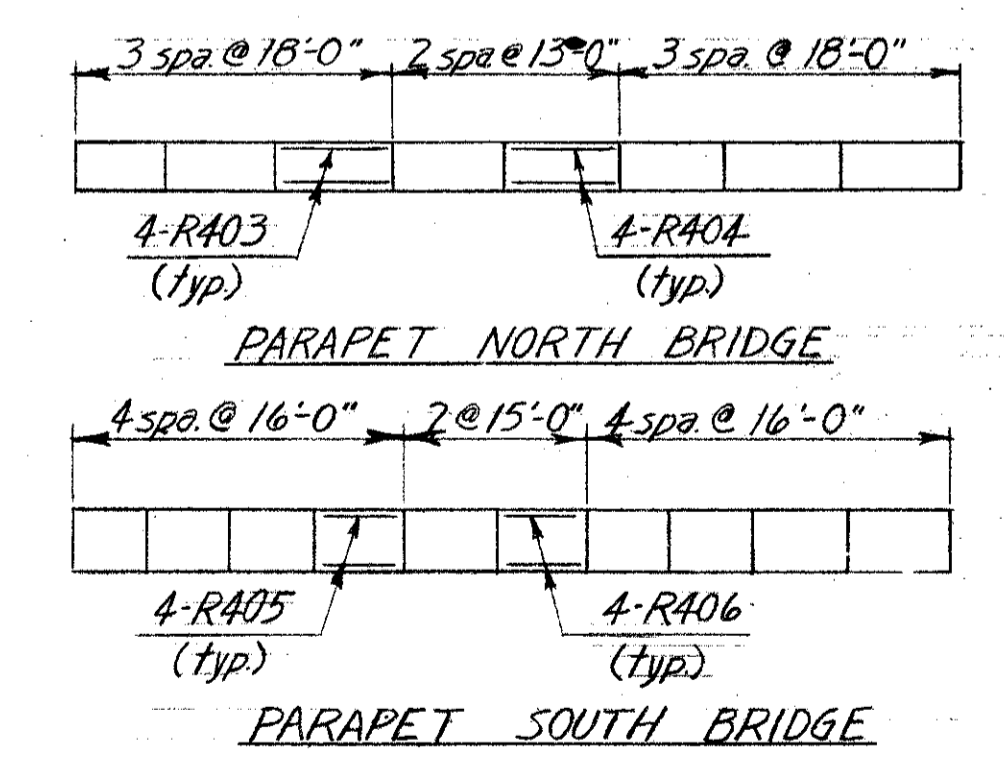 3 spa. @ 18'-0" 2 spa @ 13'-0" 3 spa. @ 18'-0"
4-R403 4-R404
(typ.) (typ.)
PARAPET NORTH BRIDGE
4 spa. @ 16'-0" 2 @ 15'-0" 4 spa. @ 16'-0"
4-R405 4-R406
(typ.) (typ.)
PARAPET SOUTH BRIDGE